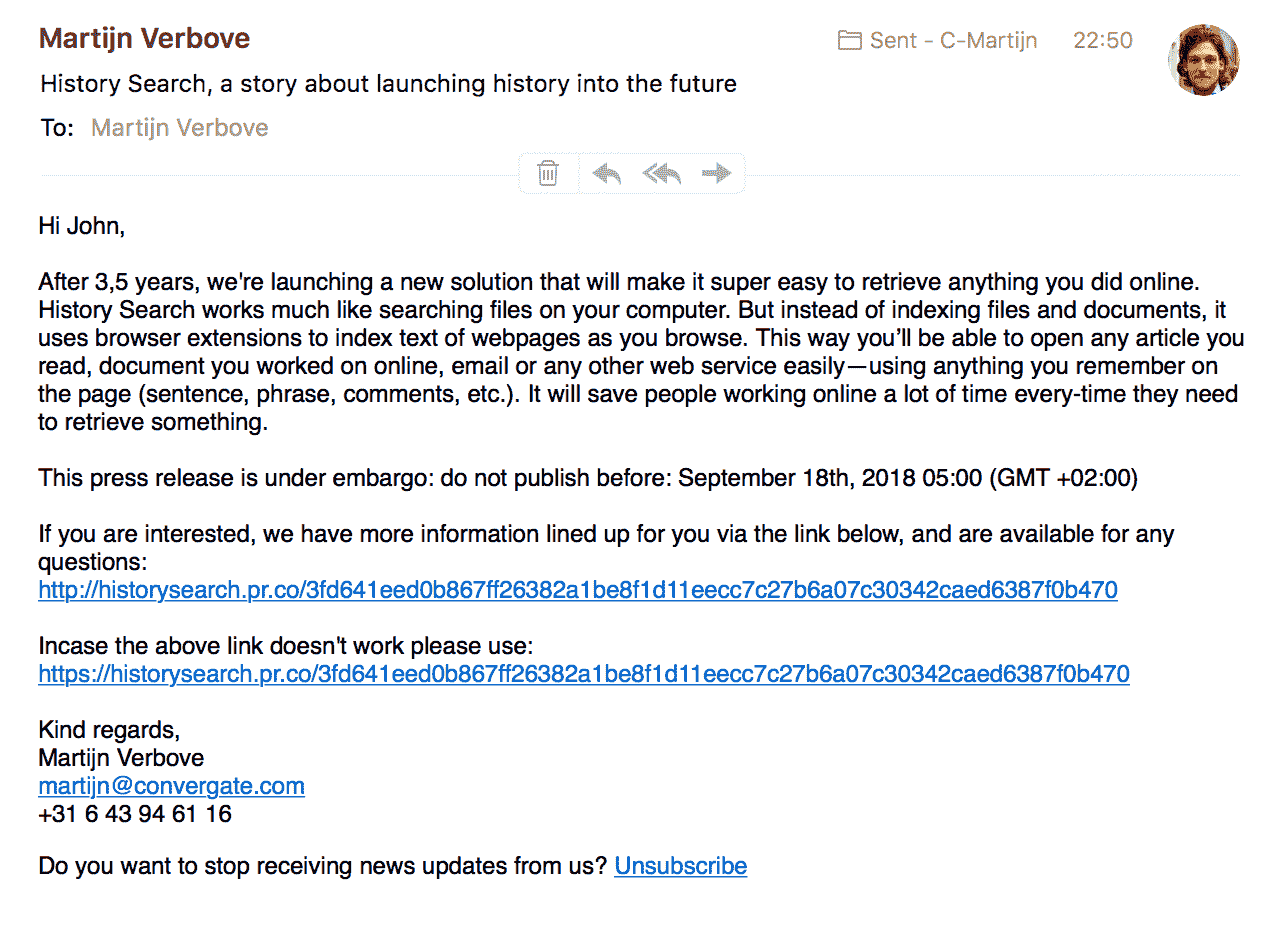 Martijn Verbove
Sent - C-Martijn 22:50
History Search, a story about launching history into the future
To: Martijn Verbove
Hi John,
After 3,5 years, we're launching a new solution that will make it super easy to retrieve anything you did online.
History Search works much like searching files on your computer. But instead of indexing files and documents, it
uses browser extensions to index text of webpages as you browse. This way you’ll be able to open any article you
read, document you worked on online, email or any other web service easily—using anything you remember on
the page (sentence, phrase, comments, etc.). It will save people working online a lot of time every-time they need
to retrieve something.
This press release is under embargo: do not publish before: September 18th, 2018 05:00 (GMT +02:00)
If you are interested, we have more information lined up for you via the link below, and are available for any
questions:
http://historysearch.pr.co/3fd641eed0b867ff26382a1be8f1d11eecc7c27b6a07c30342caed6387f0b470
Incase the above link doesn't work please use:
https://historysearch.pr.co/3fd641eed0b867ff26382a1be8f1d11eecc7c27b6a07c30342caed6387f0b470
Kind regards,
Martijn Verbove
martijn@convergate.com
+31 6 43 94 61 16
Do you want to stop receiving news updates from us? Unsubscribe